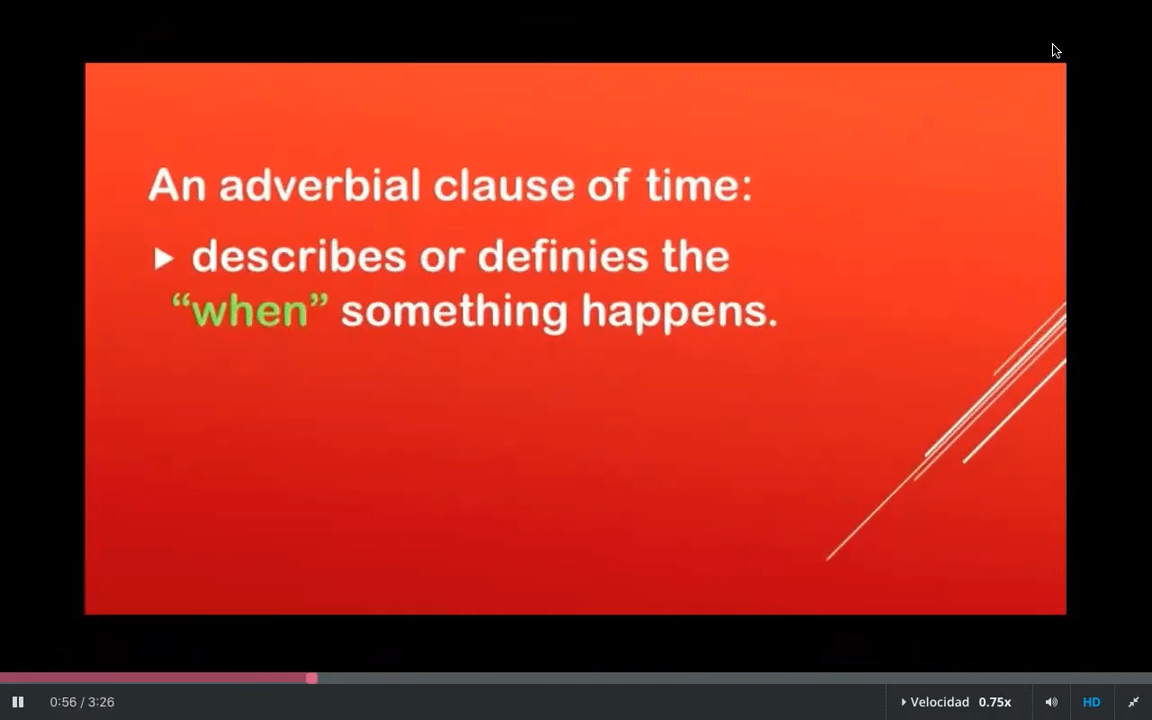 An adverbial clause of time:
describes or definies the
“when” something happens.
0:56 / 3:26
Velocidad 0.75x
HD